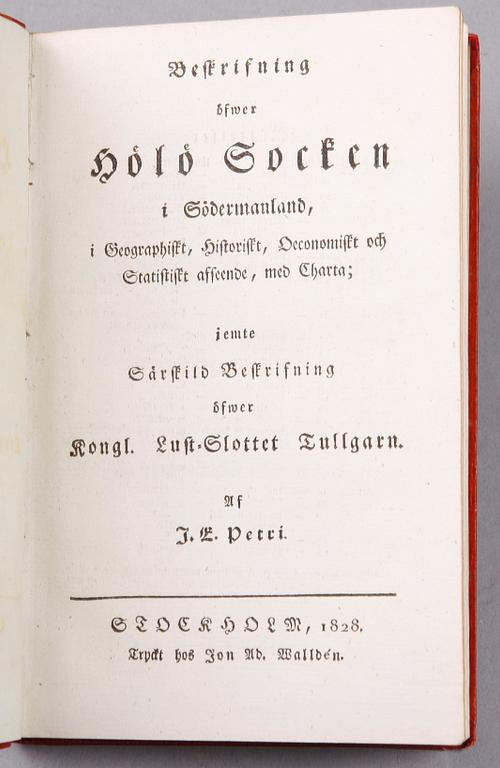 Beskrifning
öfwer
Hölö Socken
i Södermanland,
i Geographiskt, Historiskt, Oeconomiskt och
Statistiskt afseende, med Charta;
jemte
Särskild Beskrifning
öfwer
Kongl. Lust-Slottet Tullgarn.
Af
J. E. Petri.
STOCKHOLM, 1828.
Tryckt hos Jon Ad. Walldén.